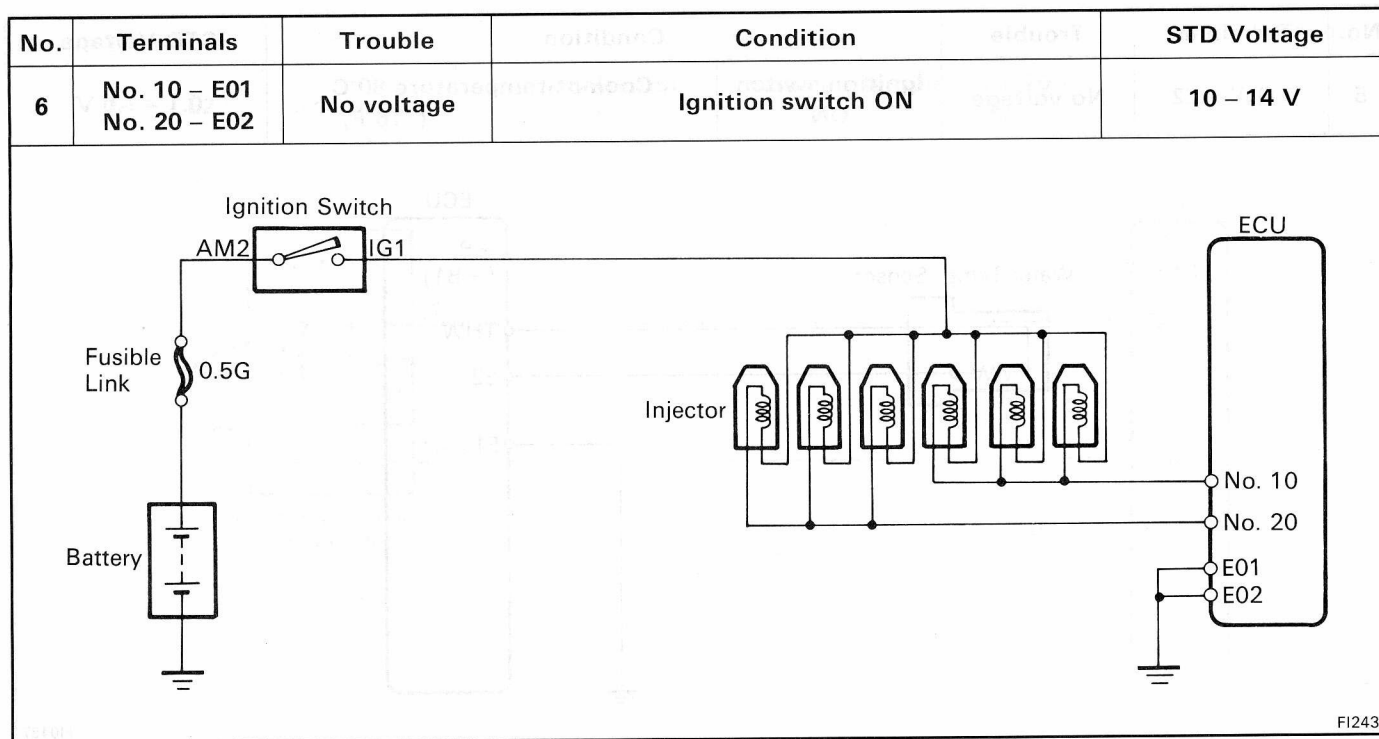 No. Terminals Trouble Condition STD Voltage
6 No. 10 – E01 No voltage Ignition switch ON 10 – 14 V
No. 20 – E02
Ignition Switch
AM2 IG1
ECU
Fusible
Link
0.5G
Injector
No. 10
No. 20
Battery
E01
E02
FI243